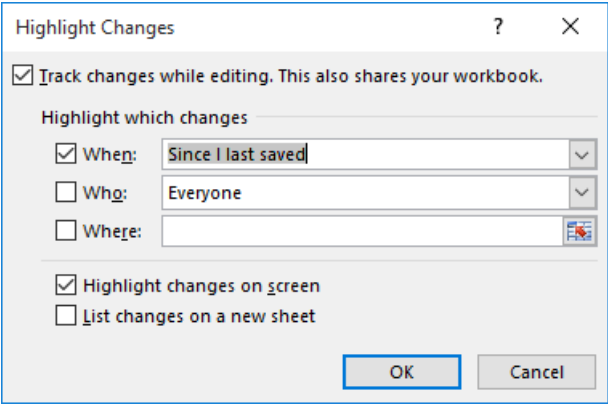 Highlight Changes
Track changes while editing. This also shares your workbook.
Highlight which changes
When: Since I last saved
Who: Everyone
Where:
Highlight changes on screen
List changes on a new sheet
OK Cancel